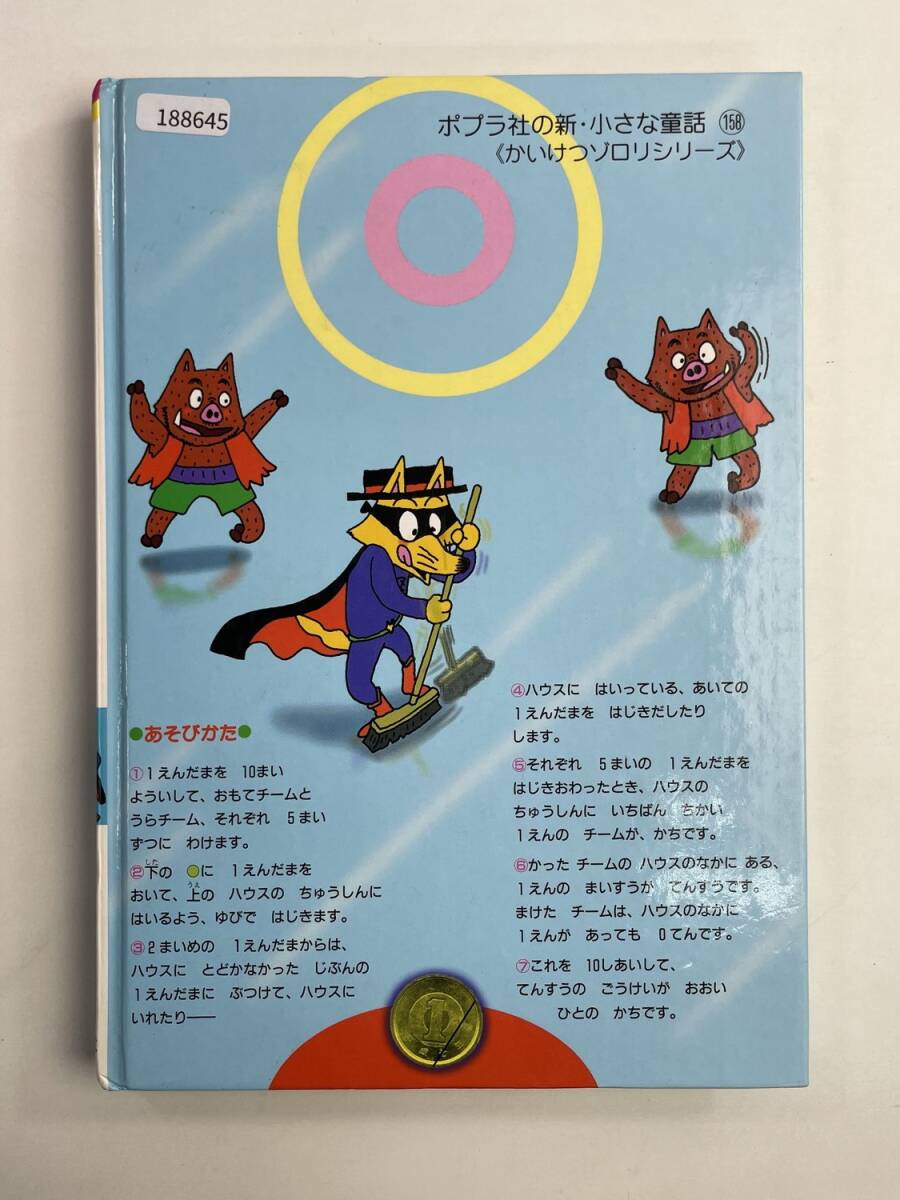 188645
ポプラ社の新・小さな童話 158
《かいけつゾロリシリーズ》
●あそびかた●
①1えんだまを 10まい
よういして、おもてチームと
うらチーム、それぞれ 5まい
ずつに わけます。
②下の ●に 1えんだまを
おいて、上の ハウスの ちゅうしんに
はいるよう、ゆびで はじきます。
③2まいめの 1えんだまからは、
ハウスに とどかなかった じぶんの
1えんだまに ぶつけて、ハウスに
いれたり――
④ハウスに はいっている、あいての
1えんだまを はじきだしたり
します。
⑤それぞれ 5まいの 1えんだまを
はじきおわったとき、ハウスの
ちゅうしんに いちばん ちかい
1えんの チームが、かちです。
⑥かった チームの ハウスのなかに ある、
1えんの まいすうが てんすうです。
まけた チームは、ハウスのなかに
1えんが あっても 0てんです。
⑦これを 10しあいして、
てんすうの ごうけいが おおい
ひとの かちです。
1